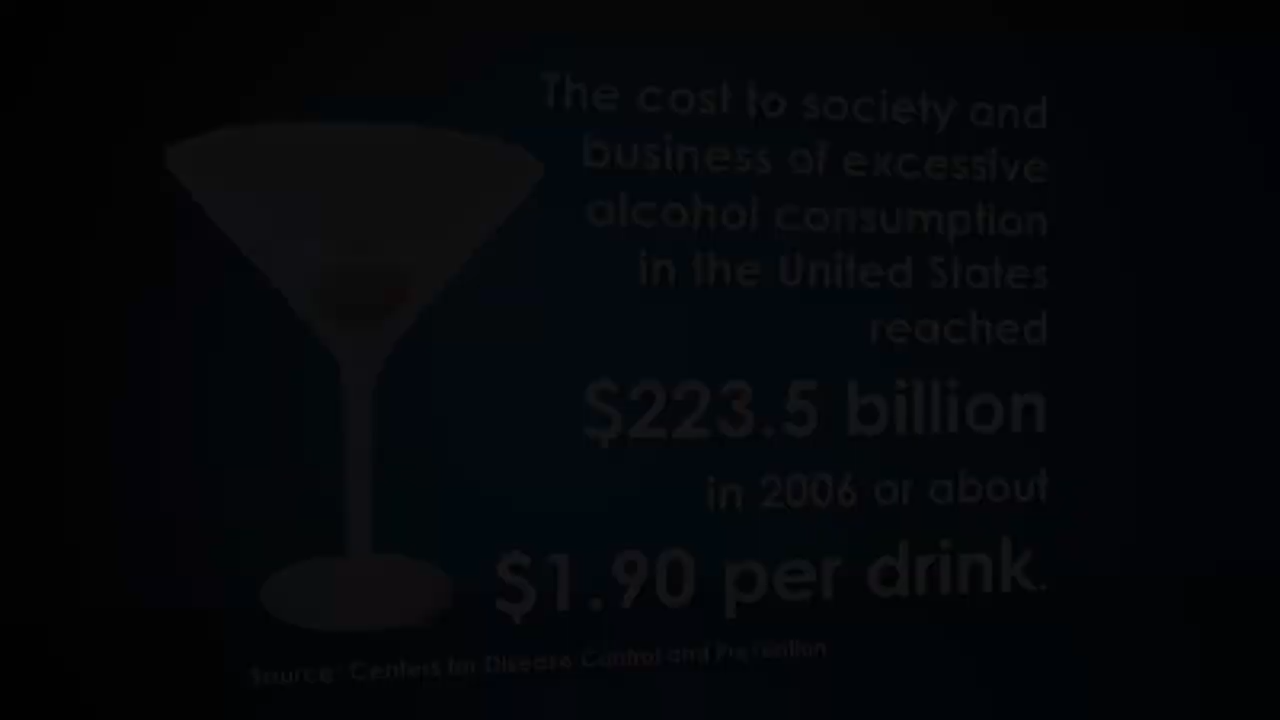 The cost to society and
business of excessive
alcohol consumption
in the United States
reached
$223.5 billion
in 2006 or about
$1.90 per drink.
Source: Centers for Disease Control and Prevention